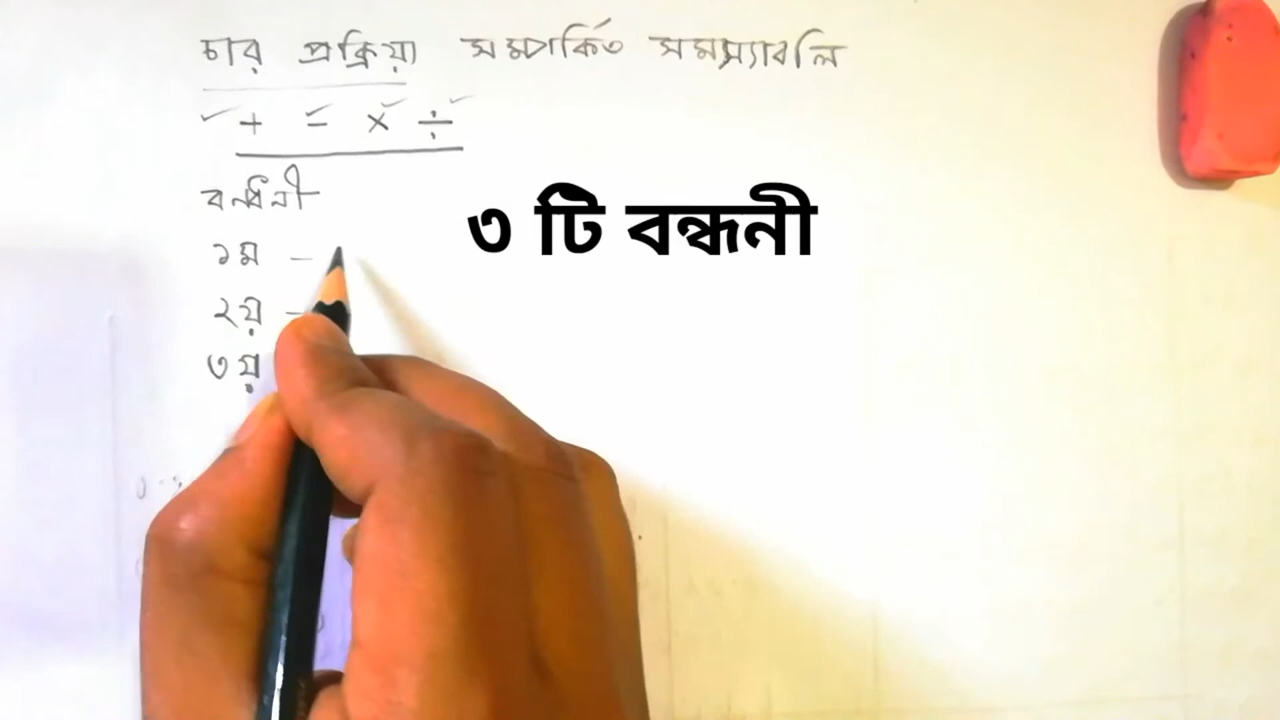 চার প্রক্রিয়া সম্পর্কিত সমস্যাবলি
+ - × ÷
বন্ধনী
৩ টি বন্ধনী
১ম -
২য় -
৩য়